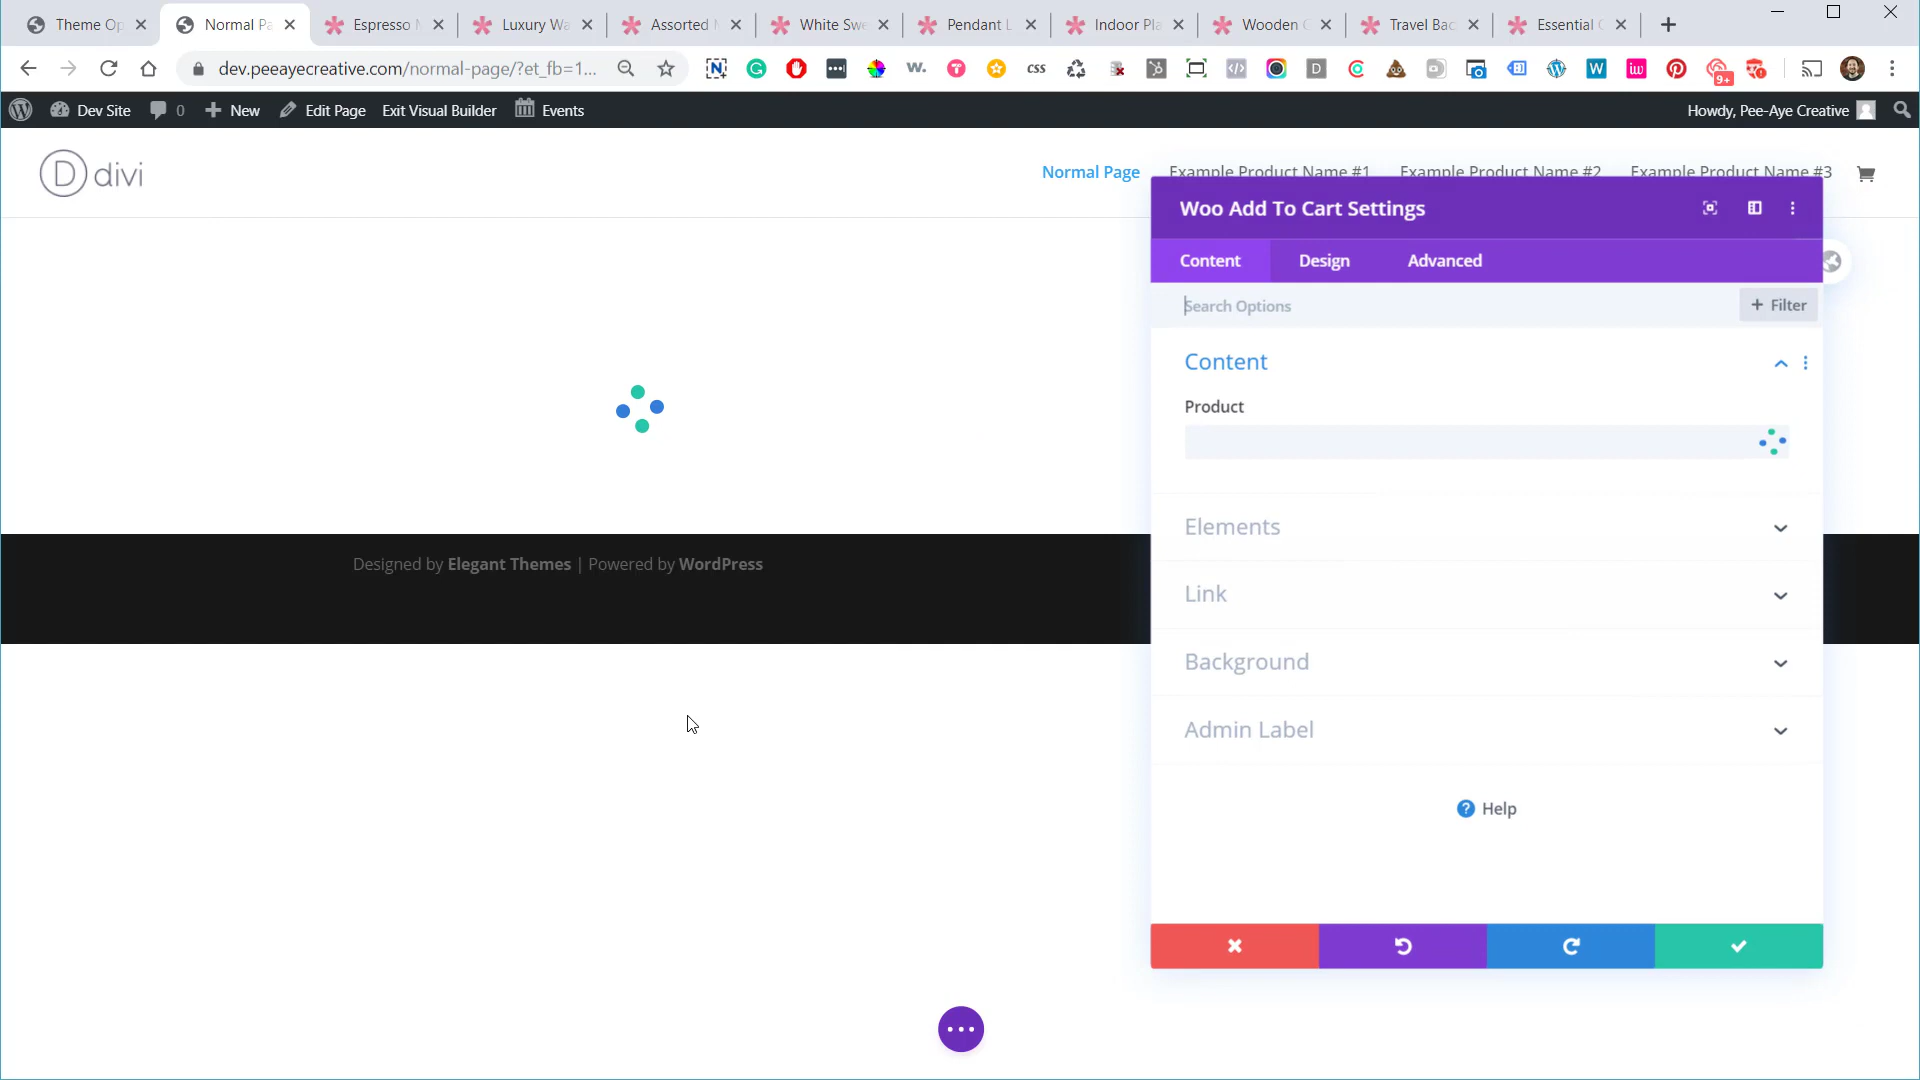 Theme Op
Normal Pa
Espresso
Luxury Wa
Assorted
White Swe
Pendant L
Indoor Pla
Wooden
Travel Bac
Essential
dev.peeayecreative.com/normal-page/?et_fb=1...
css
9+
Dev Site
0
New
Edit Page
Exit Visual Builder
Events
Howdy, Pee-Aye Creative
D divi
Normal Page
Example Product Name #1
Example Product Name #2
Example Product Name #3
Woo Add To Cart Settings
Content
Design
Advanced
Search Options
+ Filter
Content
Product
Elements
Link
Background
Admin Label
Help
Designed by Elegant Themes | Powered by WordPress